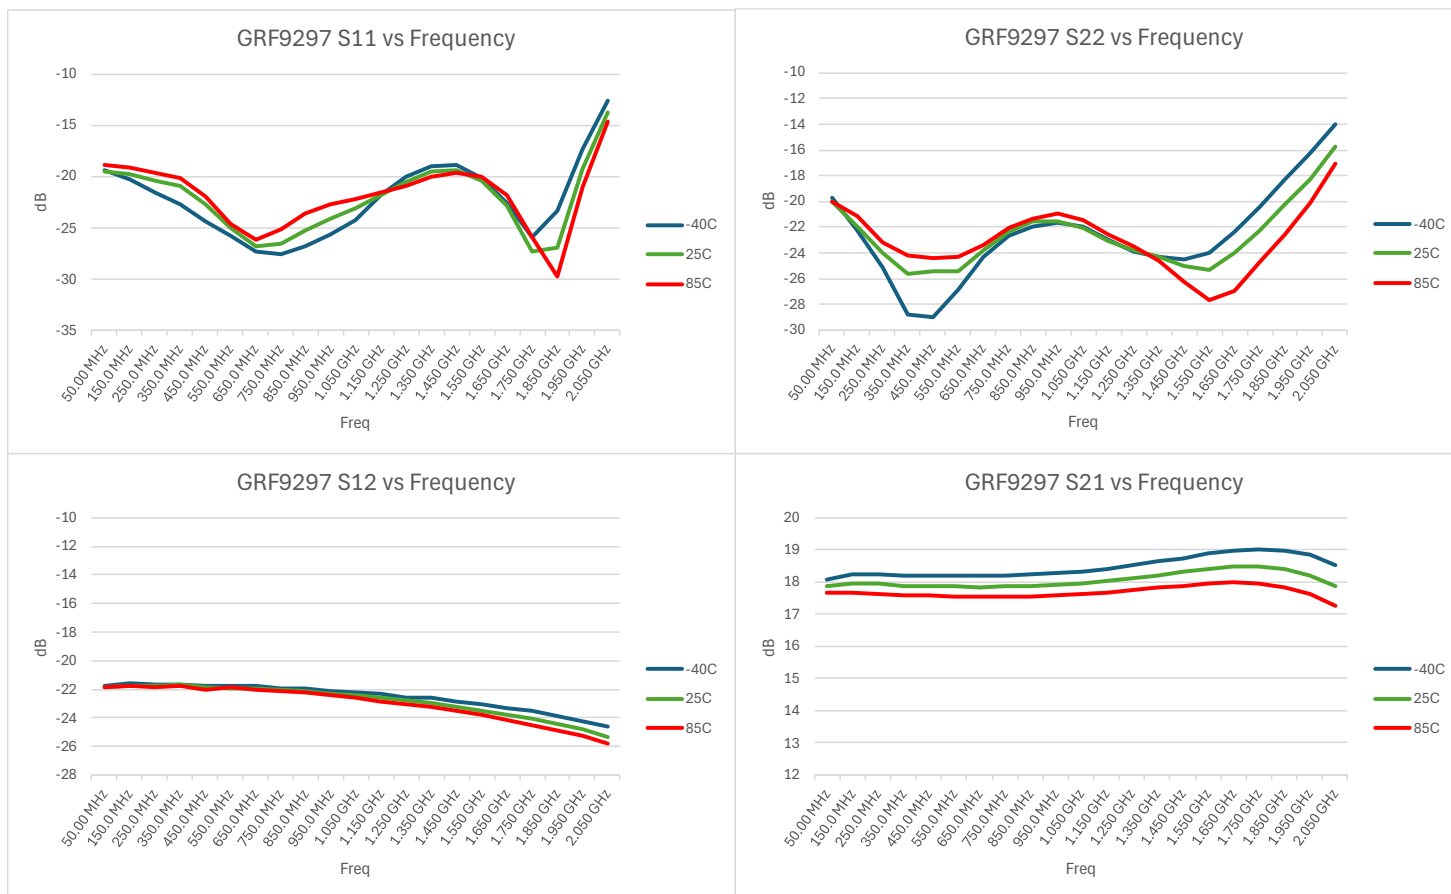 GRF9297 S11 vs Frequency
-10
-15
-20
-25
-30
-35
dB
50.00 MHz
150.0 MHz
250.0 MHz
350.0 MHz
450.0 MHz
550.0 MHz
650.0 MHz
750.0 MHz
850.0 MHz
950.0 MHz
1.050 GHz
1.150 GHz
1.250 GHz
1.350 GHz
1.450 GHz
1.550 GHz
1.650 GHz
1.750 GHz
1.850 GHz
1.950 GHz
2.050 GHz
Freq
-40C
25C
85C
GRF9297 S22 vs Frequency
-10
-12
-14
-16
-18
-20
-22
-24
-26
-28
-30
dB
50.00 MHz
150.0 MHz
250.0 MHz
350.0 MHz
450.0 MHz
550.0 MHz
650.0 MHz
750.0 MHz
850.0 MHz
950.0 MHz
1.050 GHz
1.150 GHz
1.250 GHz
1.350 GHz
1.450 GHz
1.550 GHz
1.650 GHz
1.750 GHz
1.850 GHz
1.950 GHz
2.050 GHz
Freq
-40C
25C
85C
GRF9297 S12 vs Frequency
-10
-12
-14
-16
-18
-20
-22
-24
-26
-28
dB
50.00 MHz
150.0 MHz
250.0 MHz
350.0 MHz
450.0 MHz
550.0 MHz
650.0 MHz
750.0 MHz
850.0 MHz
950.0 MHz
1.050 GHz
1.150 GHz
1.250 GHz
1.350 GHz
1.450 GHz
1.550 GHz
1.650 GHz
1.750 GHz
1.850 GHz
1.950 GHz
2.050 GHz
Freq
-40C
25C
85C
GRF9297 S21 vs Frequency
20
19
18
17
16
15
14
13
12
dB
50.00 MHz
150.0 MHz
250.0 MHz
350.0 MHz
450.0 MHz
550.0 MHz
650.0 MHz
750.0 MHz
850.0 MHz
950.0 MHz
1.050 GHz
1.150 GHz
1.250 GHz
1.350 GHz
1.450 GHz
1.550 GHz
1.650 GHz
1.750 GHz
1.850 GHz
1.950 GHz
2.050 GHz
Freq
-40C
25C
85C